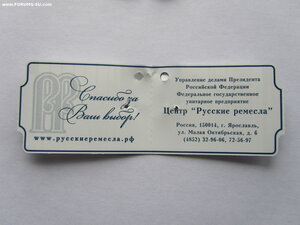 www.FORUMS-SU.com
Спасибо за
Ваш выбор!
www.русскиеремесла.рф
Управление делами Президента
Российской Федерации
Федеральное государственное
унитарное предприятие
Центр "Русские ремесла"
Россия, 150014, г. Ярославль,
ул. Малая Октябрьская, д. 6
(4852) 32-96-06, 72-56-97